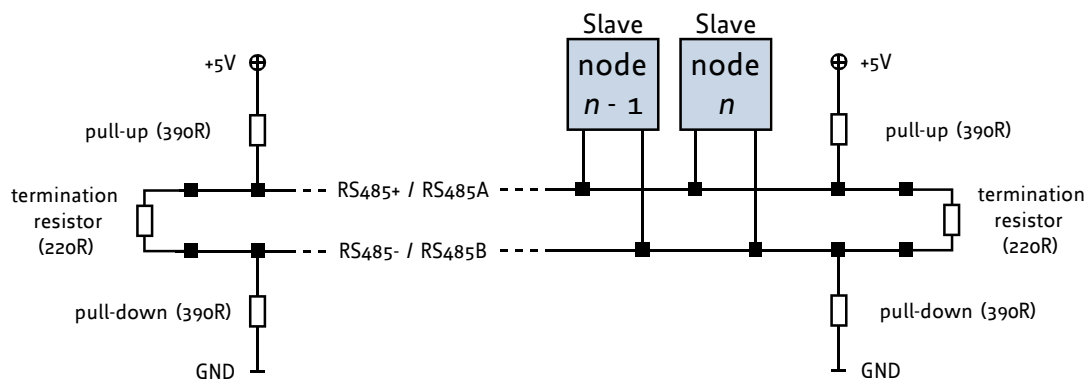 Slave
Slave
node
n - 1
node
n
+5V
+5V
pull-up (390R)
pull-up (390R)
termination
resistor
(220R)
RS485+ / RS485A
RS485- / RS485B
termination
resistor
(220R)
pull-down (390R)
pull-down (390R)
GND
GND